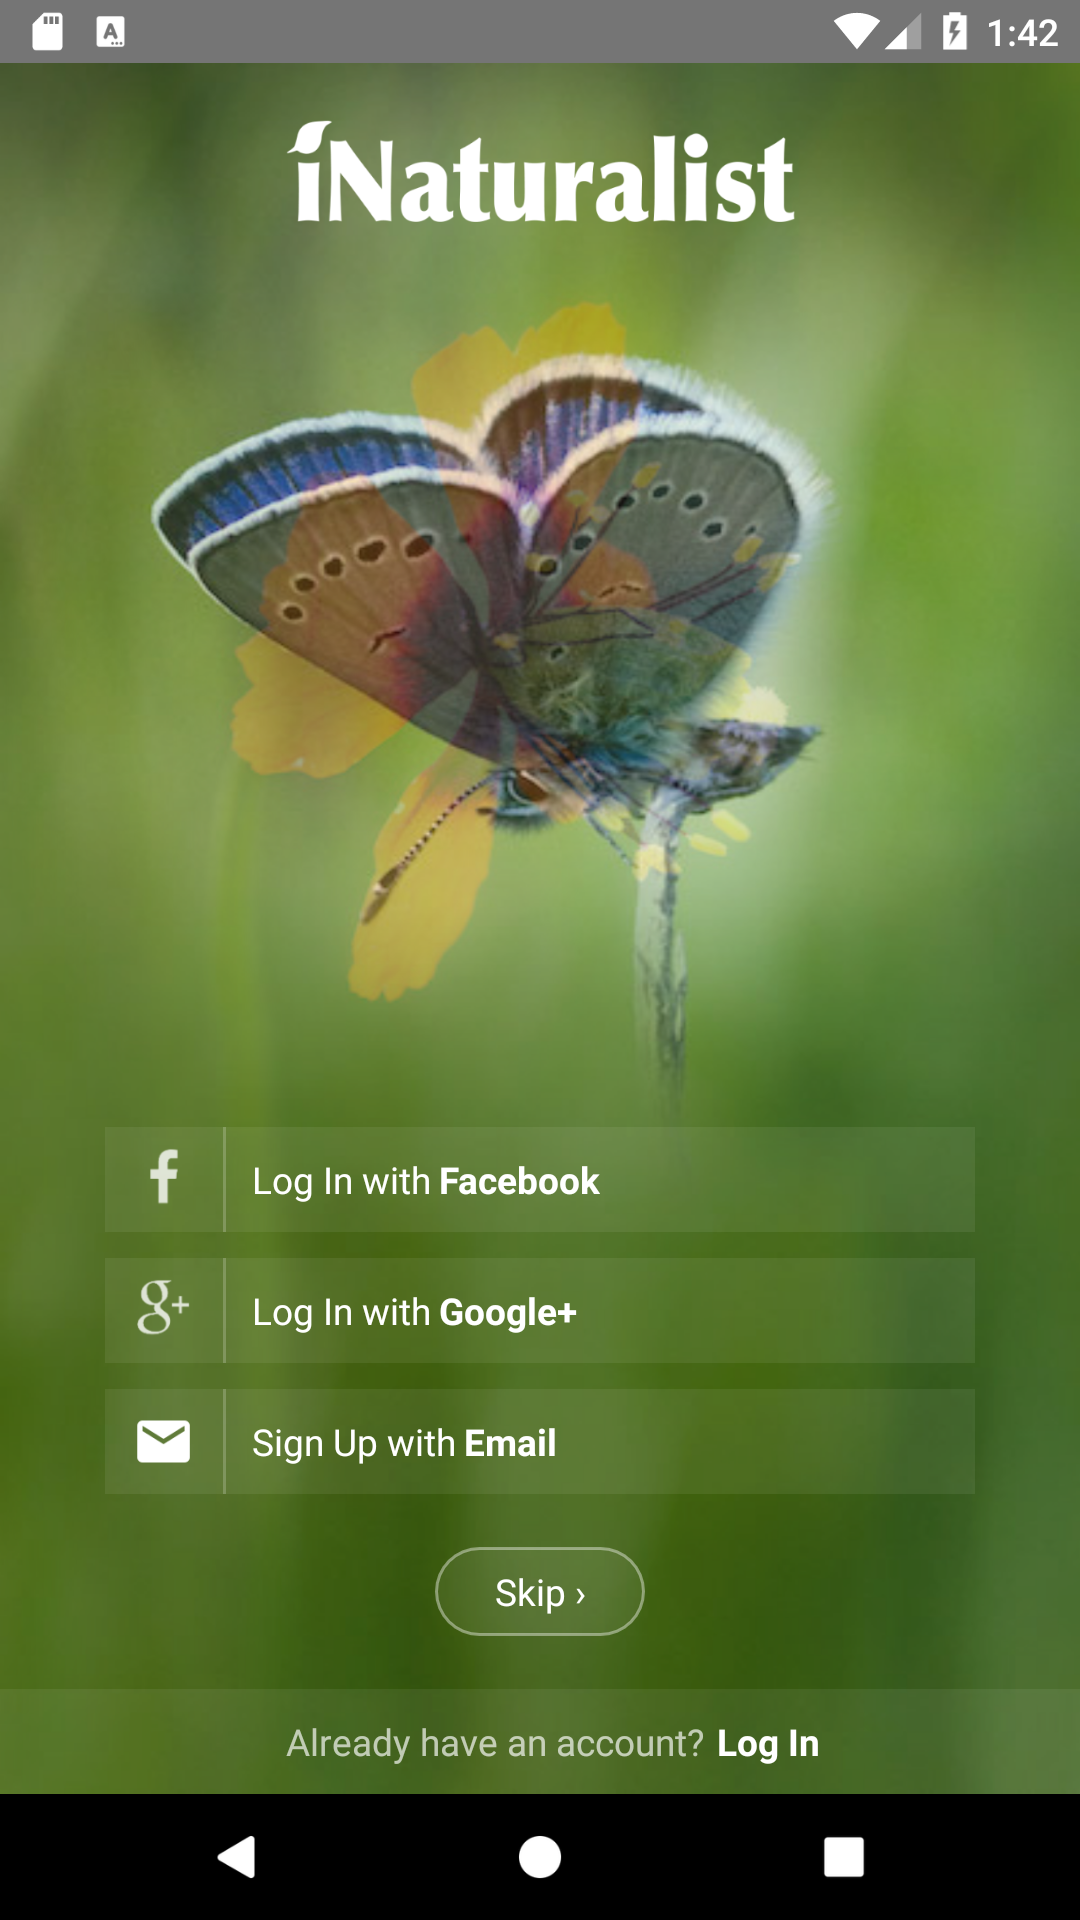 1:42
iNaturalist
Log In with Facebook
Log In with Google+
Sign Up with Email
Skip ›
Already have an account? Log In